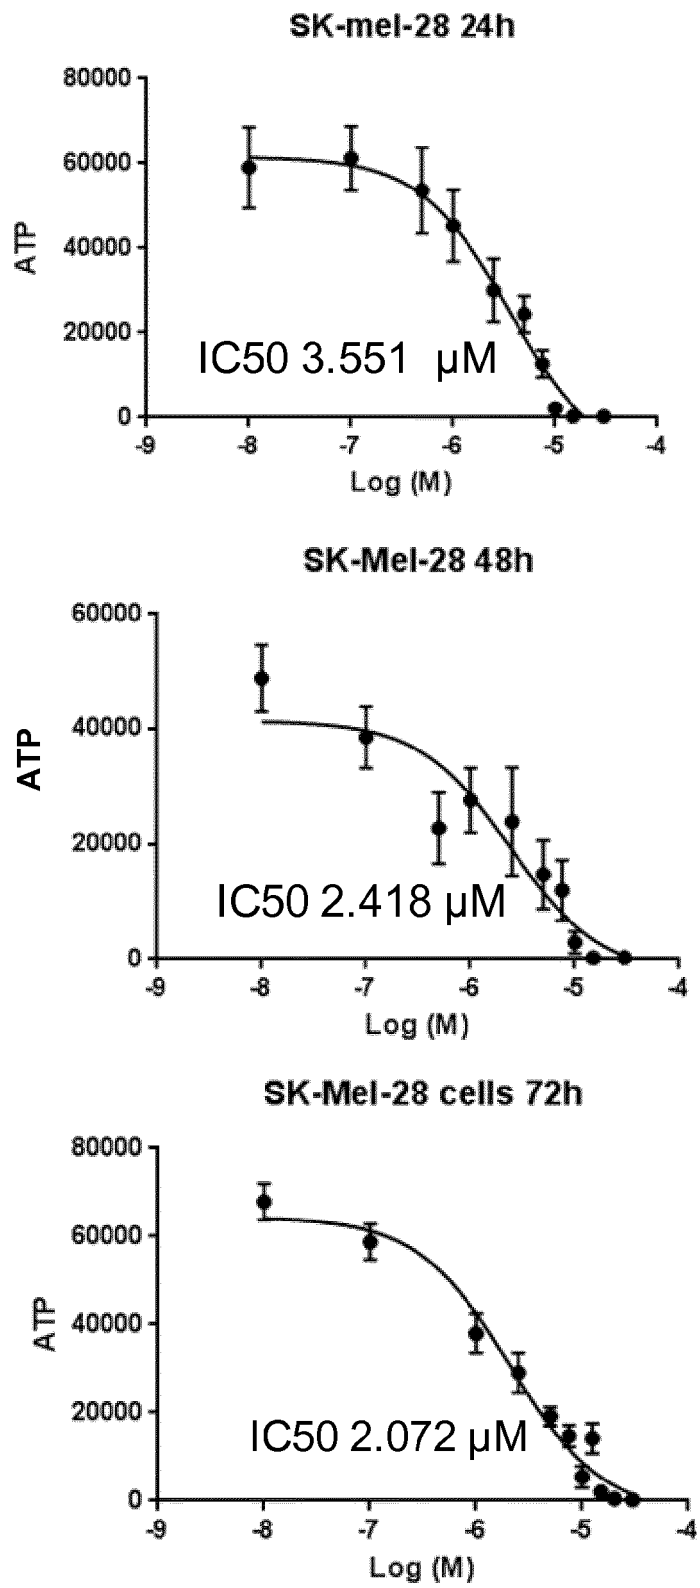 SK-mel-28 24h
80000
60000
40000
20000
0
ATP
IC50 3.551 µM
-9 -8 -7 -6 -5 -4
Log (M)
SK-Mel-28 48h
60000
40000
20000
0
ATP
IC50 2.418 µM
-9 -8 -7 -6 -5 -4
Log (M)
SK-Mel-28 cells 72h
80000
60000
40000
20000
0
ATP
IC50 2.072 µM
-9 -8 -7 -6 -5 -4
Log (M)